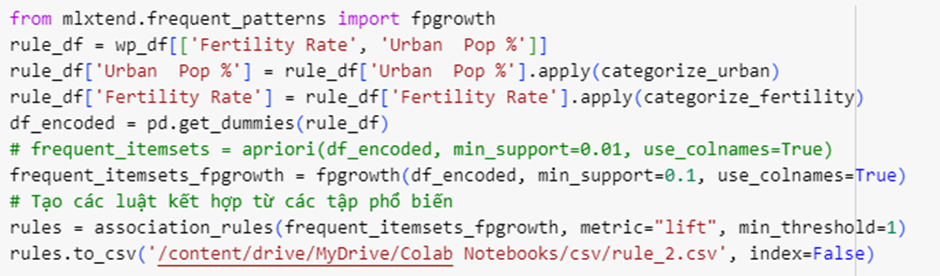 from mlxtend.frequent_patterns import fpgrowth
rule_df = wp_df[['Fertility Rate', 'Urban  Pop %']]
rule_df['Urban  Pop %'] = rule_df['Urban  Pop %'].apply(categorize_urban)
rule_df['Fertility Rate'] = rule_df['Fertility Rate'].apply(categorize_fertility)
df_encoded = pd.get_dummies(rule_df)
# frequent_itemsets = apriori(df_encoded, min_support=0.01, use_colnames=True)
frequent_itemsets_fpgrowth = fpgrowth(df_encoded, min_support=0.1, use_colnames=True)
# Tạo các luật kết hợp từ các tập phổ biến
rules = association_rules(frequent_itemsets_fpgrowth, metric="lift", min_threshold=1)
rules.to_csv('/content/drive/MyDrive/Colab Notebooks/csv/rule_2.csv', index=False)